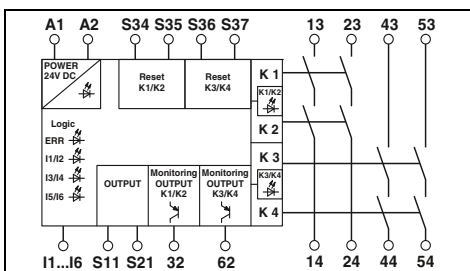 A1 A2 S34 S35 S36 S37 13 23 43 53
POWER
24V DC
Reset
K1/K2
Reset
K3/K4
K 1
K1/K2
K 2
K 3
K3/K4
K 4
Logic
ERR
I1/I2
I3/I4
I5/I6
OUTPUT
Monitoring
OUTPUT
K1/K2
Monitoring
OUTPUT
K3/K4
I1...I6 S11 S21 32 62 14 24 44 54